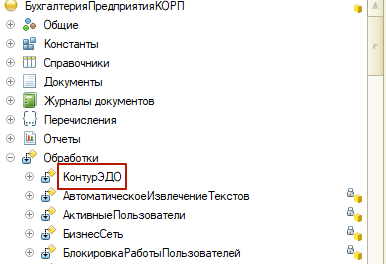 БухгалтерияПредприятияКОРП
Общие
Константы
Справочники
Документы
Журналы документов
Перечисления
Отчеты
Обработки
КонтурЭДО
АвтоматическоеИзвлечениеТекстов
АктивныеПользователи
БизнесСеть
БлокировкаРаботыПользователей